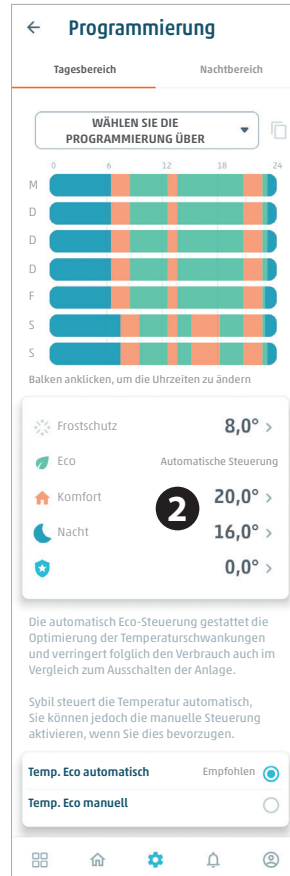 Programmierung
Tagesbereich Nachtbereich
WÄHLEN SIE DIE
PROGRAMMIERUNG ÜBER
0 6 12 18 24
M
D
D
D
F
S
S
Balken anklicken, um die Uhrzeiten zu ändern
Frostschutz 8,0° >
Eco Automatische Steuerung
Komfort 20,0° >
2
Nacht 16,0° >
0,0° >
Die automatisch Eco-Steuerung gestattet die
Optimierung der Temperaturschwankungen
und verringert folglich den Verbrauch auch im
Vergleich zum Ausschalten der Anlage.
Sybil steuert die Temperatur automatisch,
Sie können jedoch die manuelle Steuerung
aktivieren, wenn Sie dies bevorzugen.
Temp. Eco automatisch Empfohlen
Temp. Eco manuell